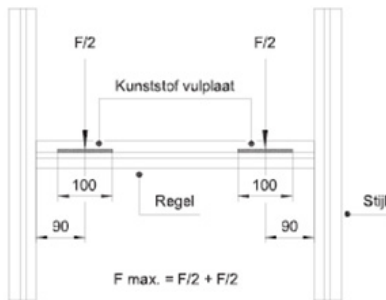 F/2 F/2
Kunststof vulplaat
100 100
Regel Stijl
90 90
F max. = F/2 + F/2